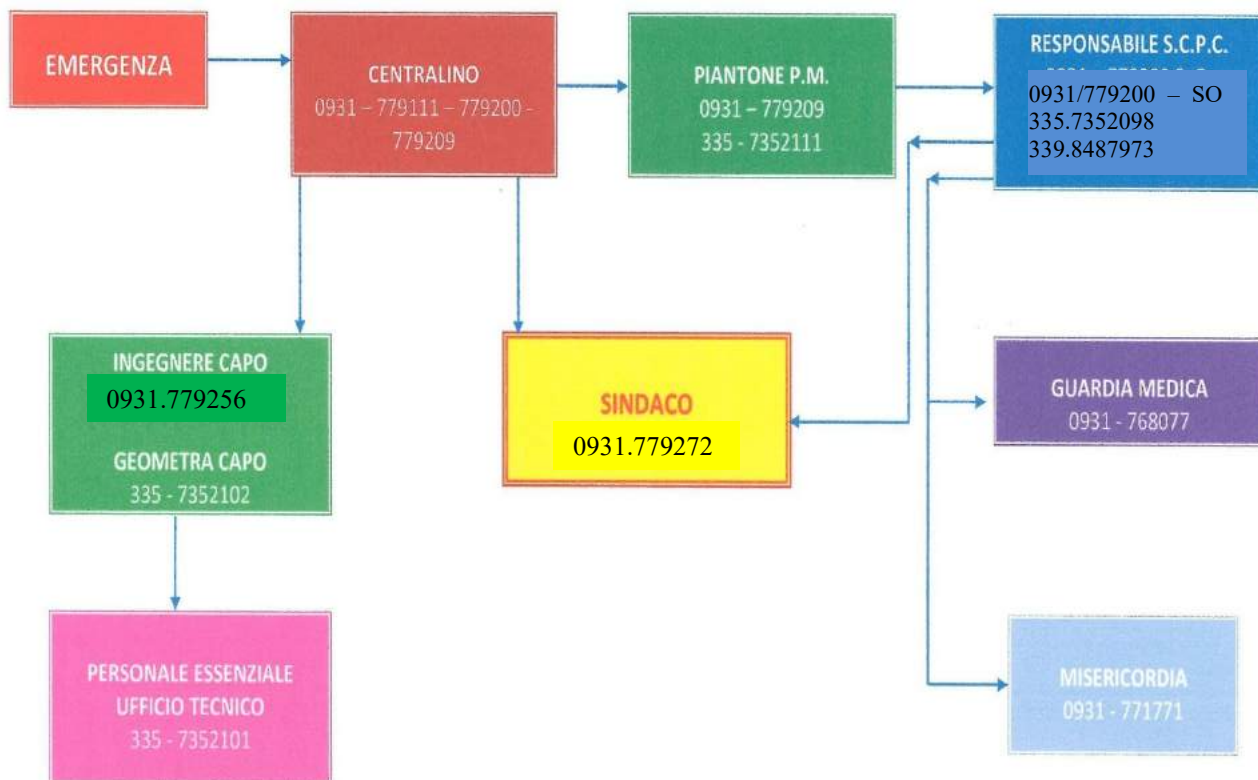 EMERGENZA
CENTRALINO
0931 – 779111 – 779200 -
779209
PIANTONE P.M.
0931 – 779209
335 - 7352111
RESPONSABILE S.C.P.C.
0931/779200 – SO
335.7352098
339.8487973
INGEGNERE CAPO
0931.779256
GEOMETRA CAPO
335 - 7352102
SINDACO
0931.779272
GUARDIA MEDICA
0931 - 768077
PERSONALE ESSENZIALE
UFFICIO TECNICO
335 - 7352101
MISERICORDIA
0931 - 771771